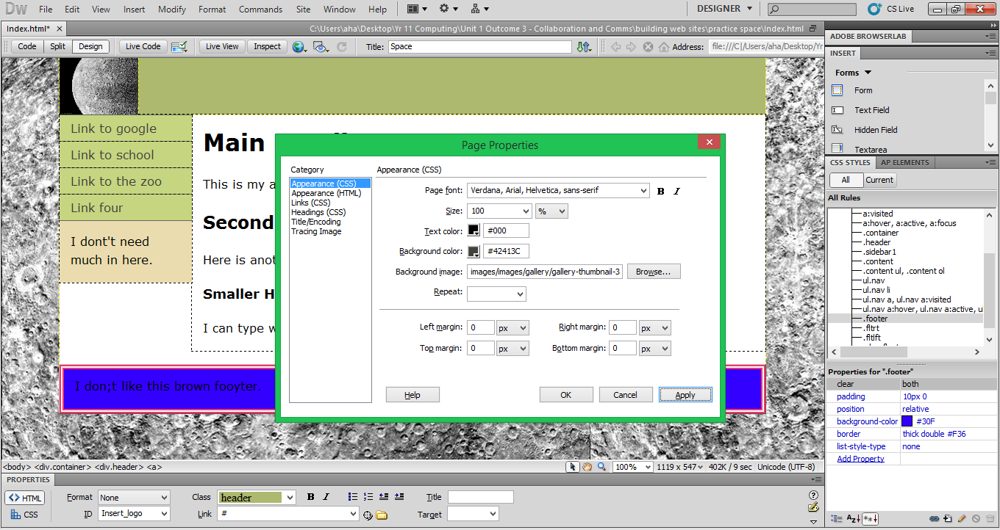 Dw File Edit View Insert Modify Format Commands Site Window Help DESIGNER CS Live
Index.html* C:\Users\aha\Desktop\Yr 11 Computing\Unit 1 Outcome 3 - Collaboration and Comms\building web sites\practice space\Index.html
Code Split Design Live Code Live View Inspect Title: Space Address: file:///C|/Users/aha/Desktop/Yr
Link to google
Link to school
Link to the zoo
Link four
I dont't need
much in here.
Main
This is my a
Second
Here is anot
Smaller H
I can type w
I don;t like this brown fooyter.
Page Properties
Category
Appearance (CSS)
Appearance (HTML)
Links (CSS)
Headings (CSS)
Title/Encoding
Tracing Image
Appearance (CSS)
Page font: Verdana, Arial, Helvetica, sans-serif B I
Size: 100 %
Text color: #000
Background color: #42413C
Background image: images/images/gallery/gallery-thumbnail-3 Browse...
Repeat:
Left margin: 0 px Right margin: 0 px
Top margin: 0 px Bottom margin: 0 px
Help OK Cancel Apply
ADOBE BROWSERLAB
INSERT
Forms
Form
Text Field
Hidden Field
Textarea
CSS STYLES AP ELEMENTS
All Current
All Rules
a:visited
a:hover, a:active, a:focus
.container
.header
.sidebar1
.content
.content ul, .content ol
ul.nav
ul.nav li
ul.nav a, ul.nav a:visited
ul.nav a:hover, ul.nav a:active, u
.footer
.fltrt
.fltlft
Properties for ".footer"
clear both
padding 10px 0
position relative
background-color #30F
border thick double #F36
list-style-type none
Add Property
<body> <div.container> <div.header> <a> 100% 1119 x 547 402K / 9 sec Unicode (UTF-8)
PROPERTIES
HTML Format None Class header B I Title
CSS ID Insert_logo Link # Target